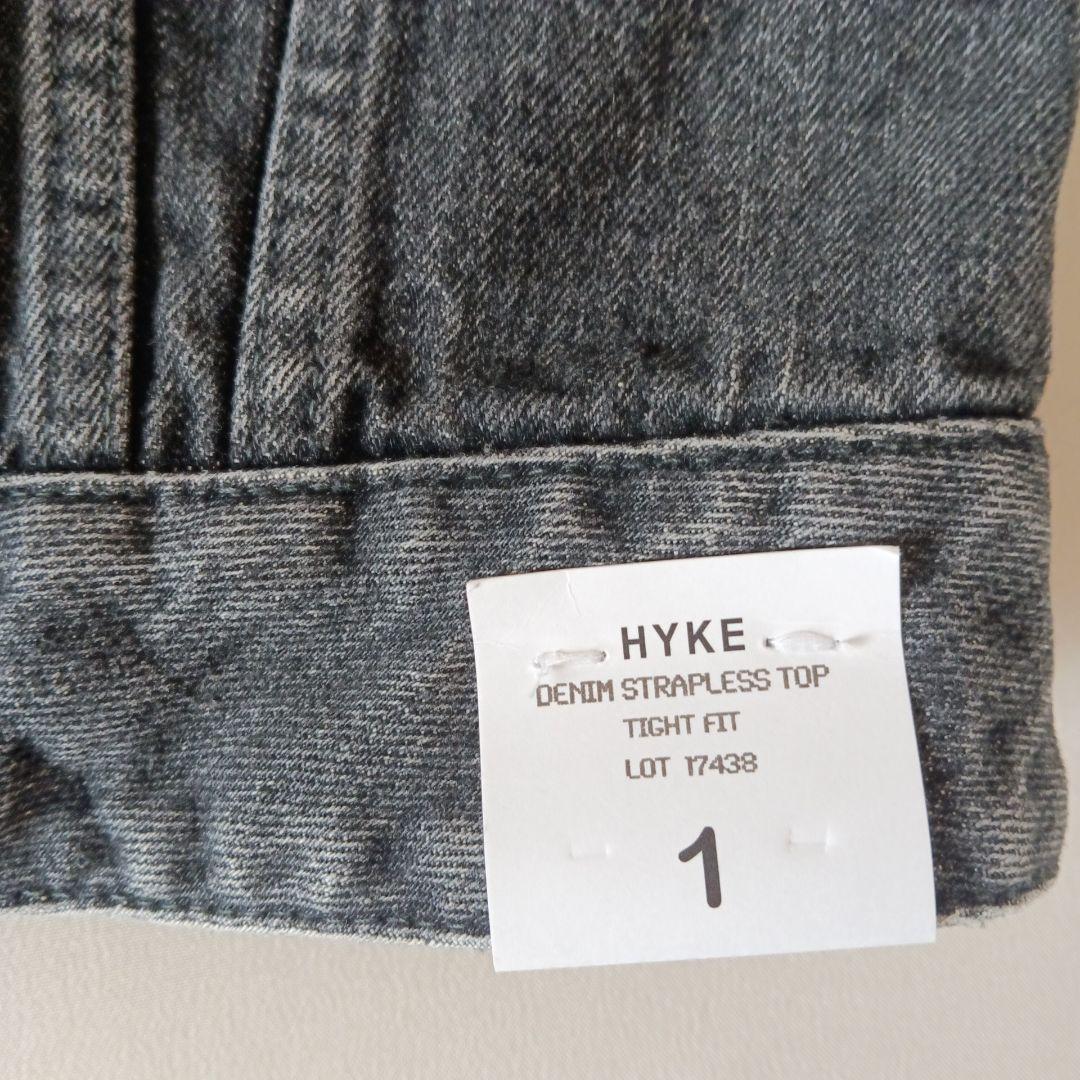 HYKE
DENIM STRAPLESS TOP
TIGHT FIT
LOT 17438
1